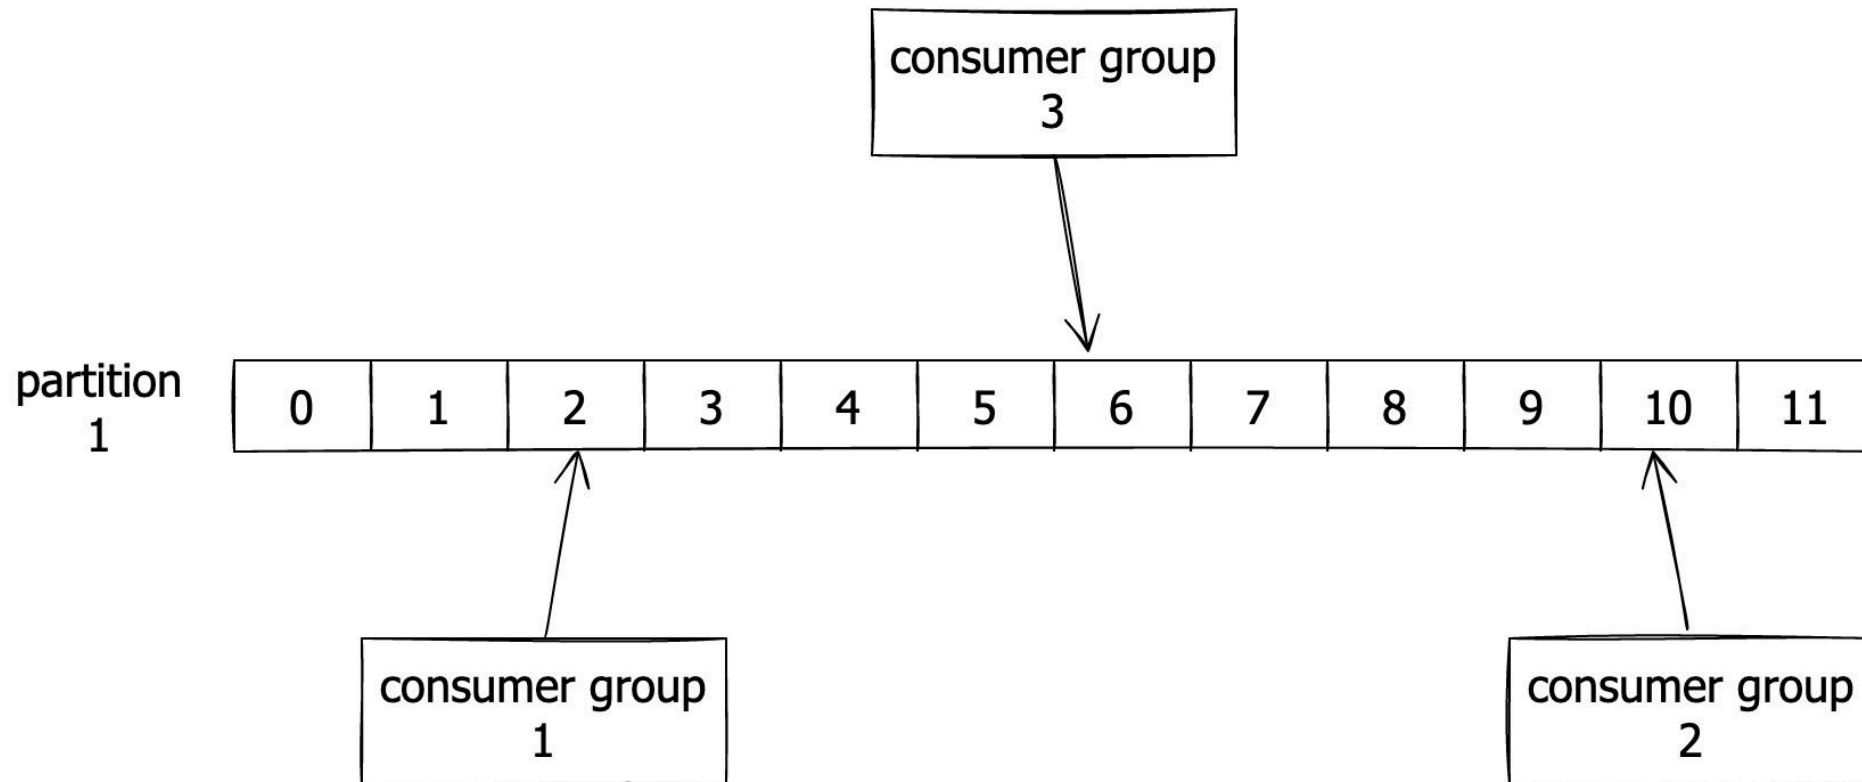 consumer group
3
partition
1
0 1 2 3 4 5 6 7 8 9 10 11
consumer group
1
consumer group
2